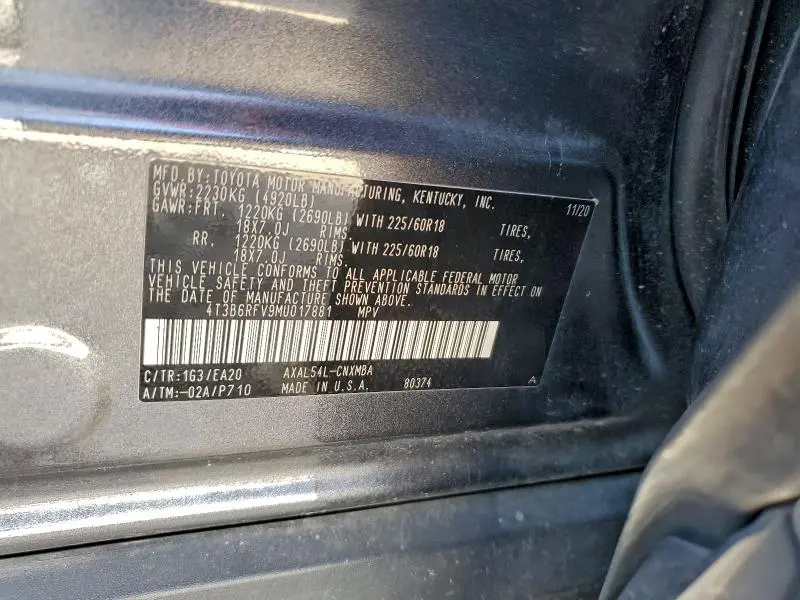 MFD.BY:TOYOTA MOTOR MANUFACTURING, KENTUCKY, INC.
GVWR:2230KG (4920LB) 11/20
GAWR:FRT. 1220KG (2690LB) WITH 225/60R18 TIRES,
18X7.0J RIMS,
RR. 1220KG (2690LB) WITH 225/60R18 TIRES,
18X7.0J RIMS,
THIS VEHICLE CONFORMS TO ALL APPLICABLE FEDERAL MOTOR
VEHICLE SAFETY AND THEFT PREVENTION STANDARDS IN EFFECT ON
THE DATE OF MANUFACTURE SHOWN ABOVE.
4T3B6RFV9MU017881 MPV
C/TR:1G3/EA20 AXAL54L-CNXMBA
A/TM:-02A/P710 MADE IN U.S.A. 80374 A